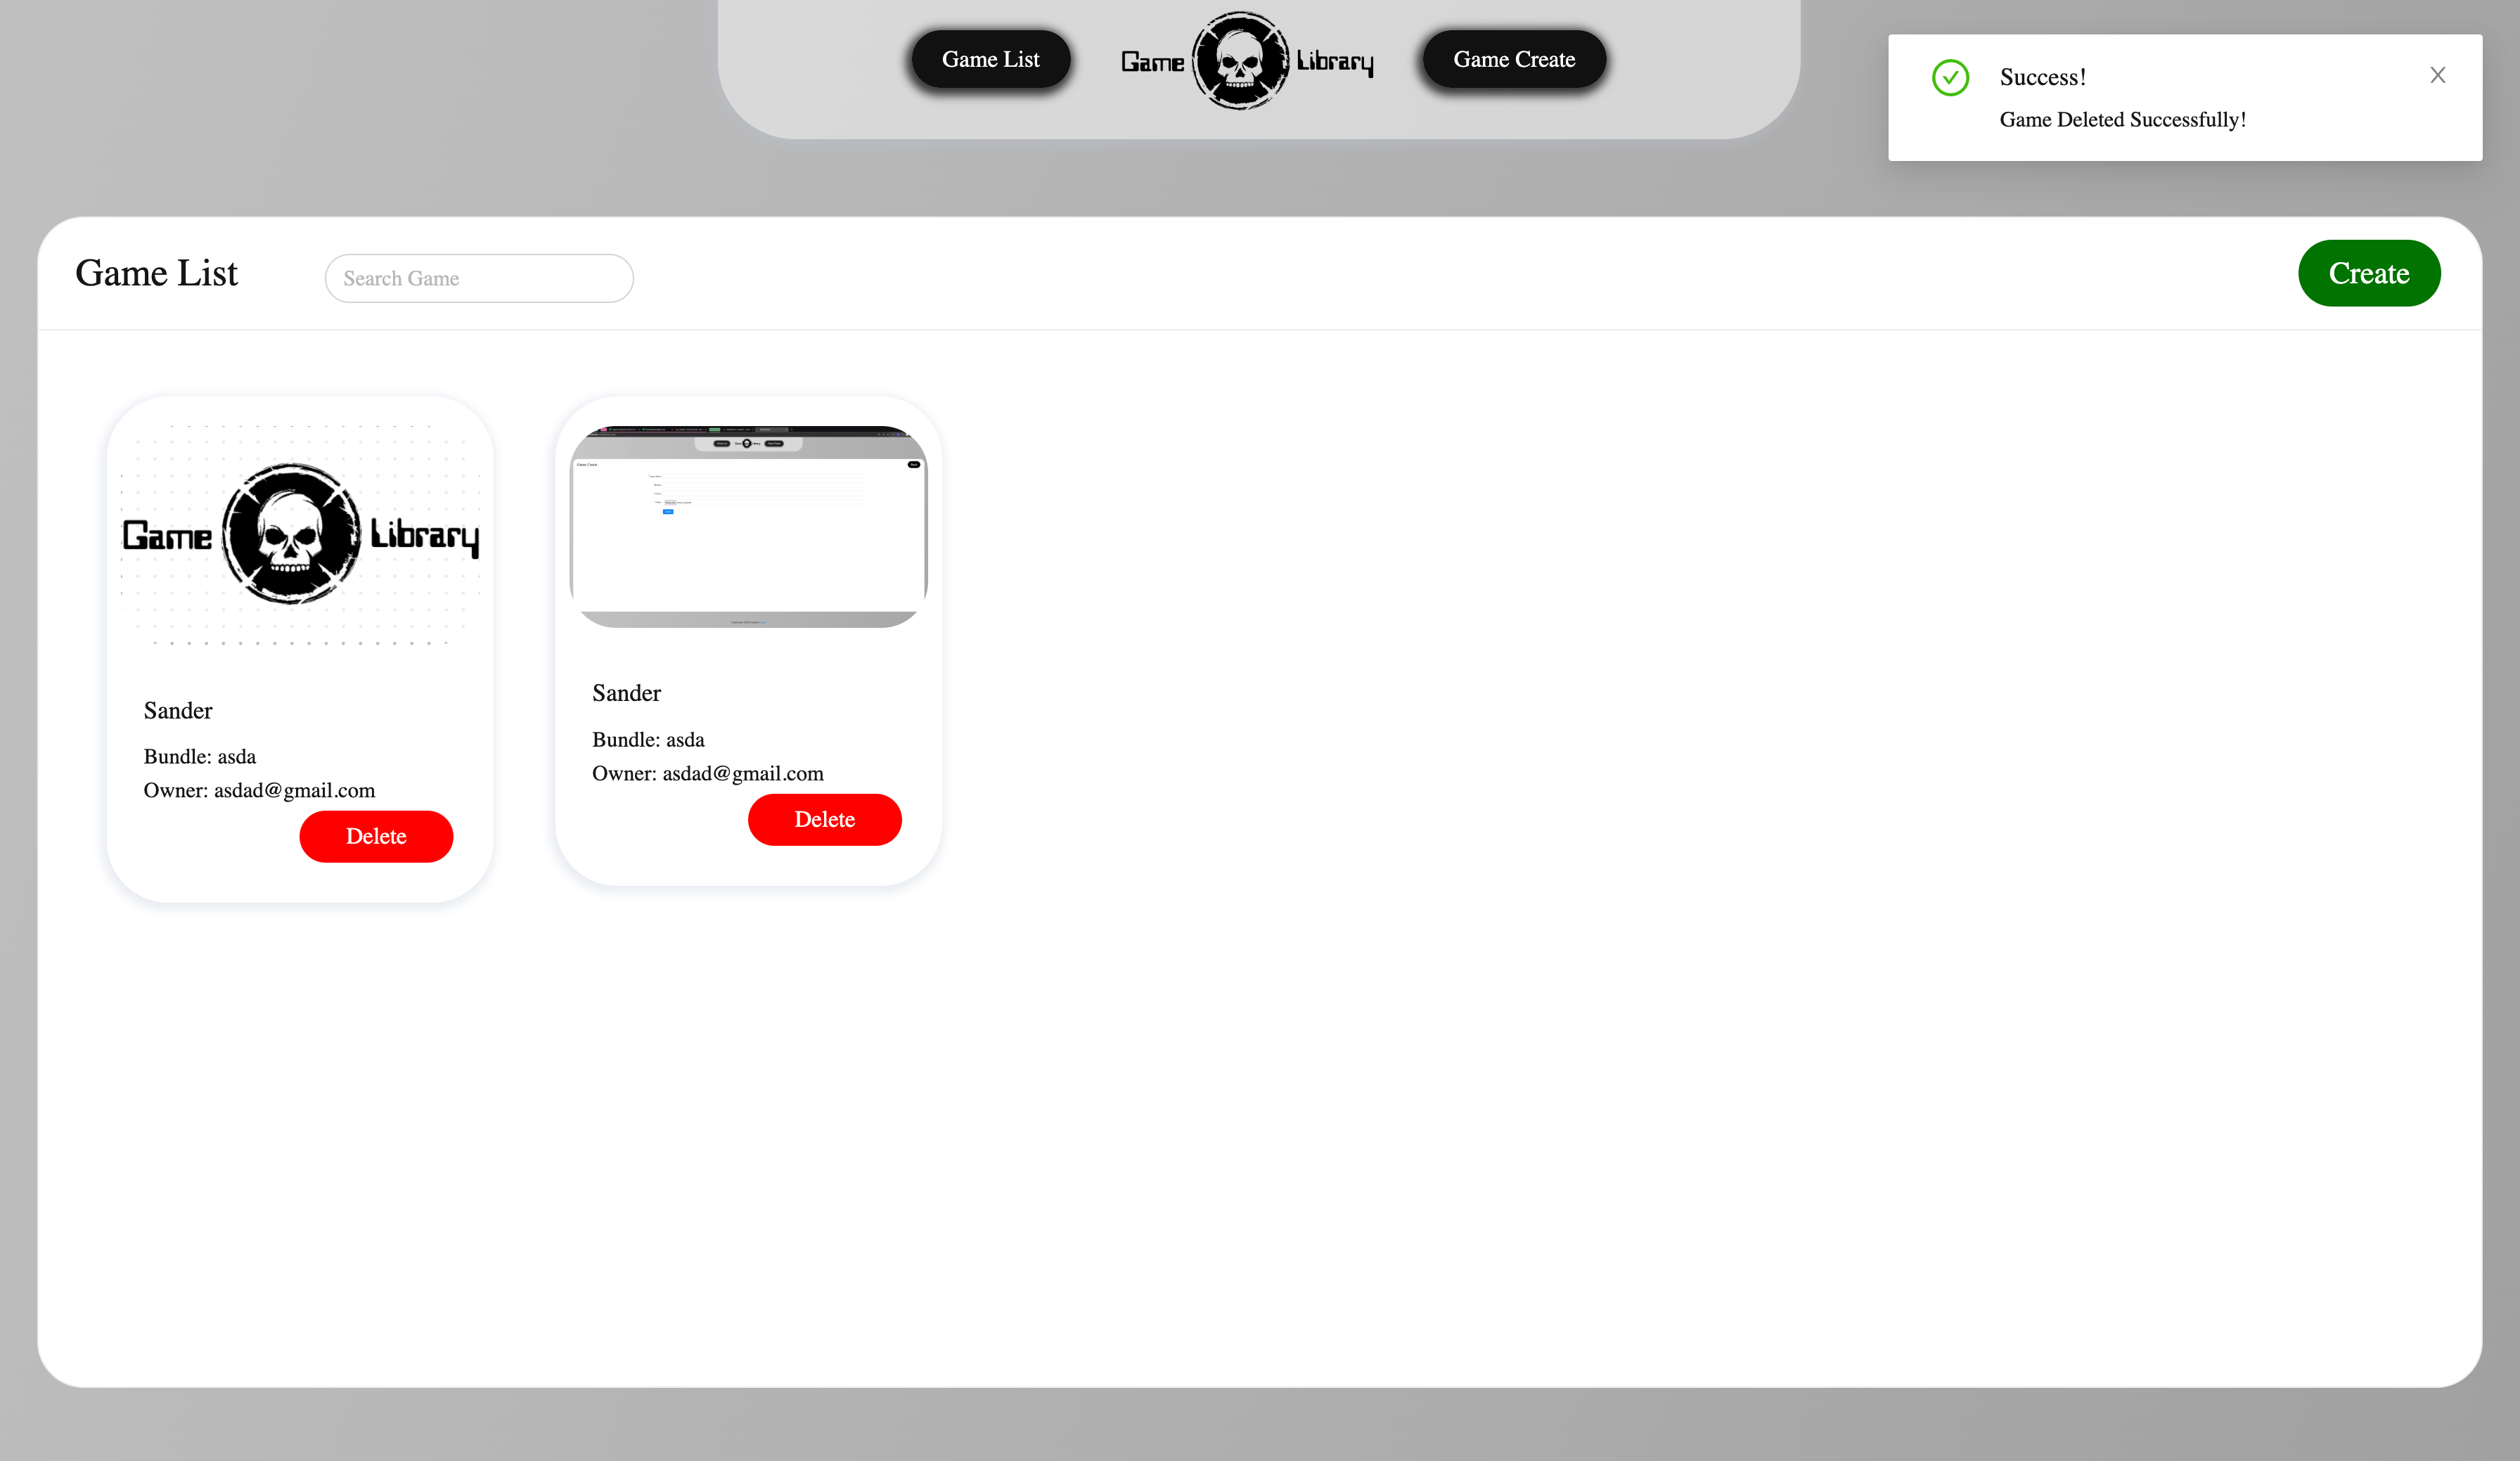 Game List
Game Library
Game Create
Success!
Game Deleted Successfully!
Game List
Search Game
Create
Game Library
Sander
Bundle: asda
Owner: asdad@gmail.com
Delete
Sander
Bundle: asda
Owner: asdad@gmail.com
Delete